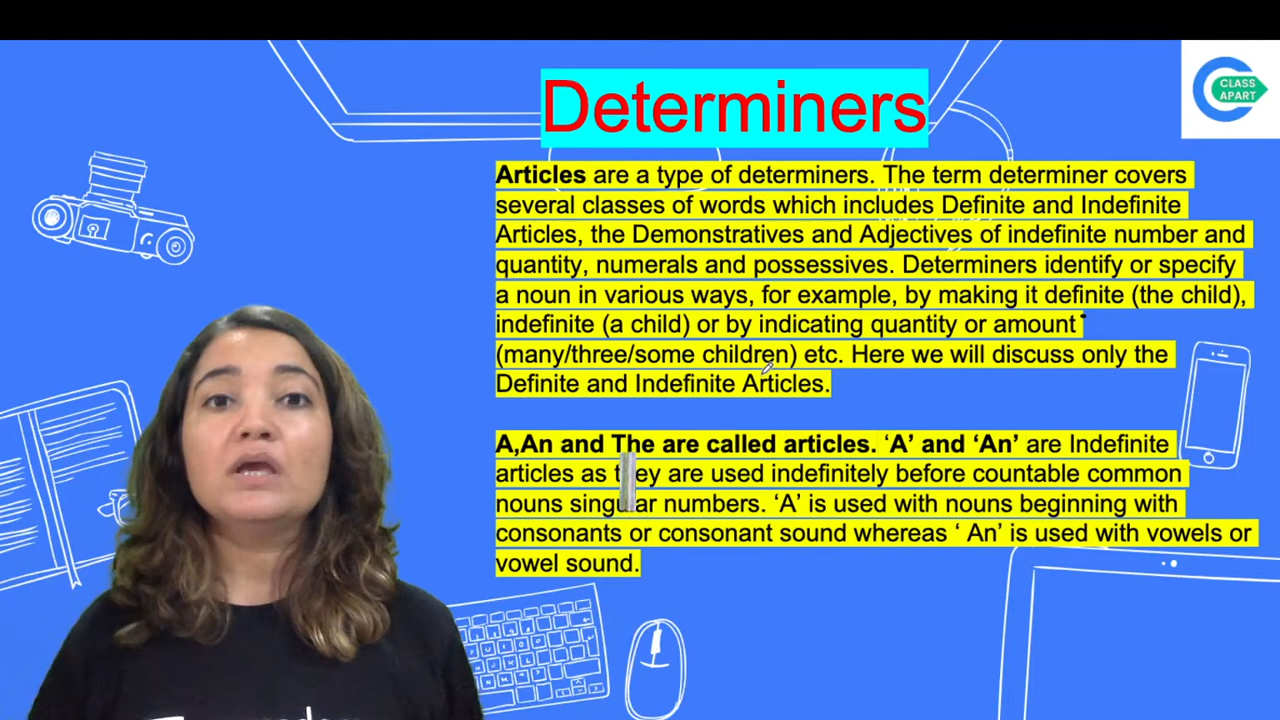 CLASS
APART
Determiners
Articles are a type of determiners. The term determiner covers
several classes of words which includes Definite and Indefinite
Articles, the Demonstratives and Adjectives of indefinite number and
quantity, numerals and possessives. Determiners identify or specify
a noun in various ways, for example, by making it definite (the child),
indefinite (a child) or by indicating quantity or amount
(many/three/some children) etc. Here we will discuss only the
Definite and Indefinite Articles.
A,An and The are called articles. ‘A’ and ‘An’ are Indefinite
articles as they are used indefinitely before countable common
nouns singular numbers. ‘A’ is used with nouns beginning with
consonants or consonant sound whereas ‘ An’ is used with vowels or
vowel sound.